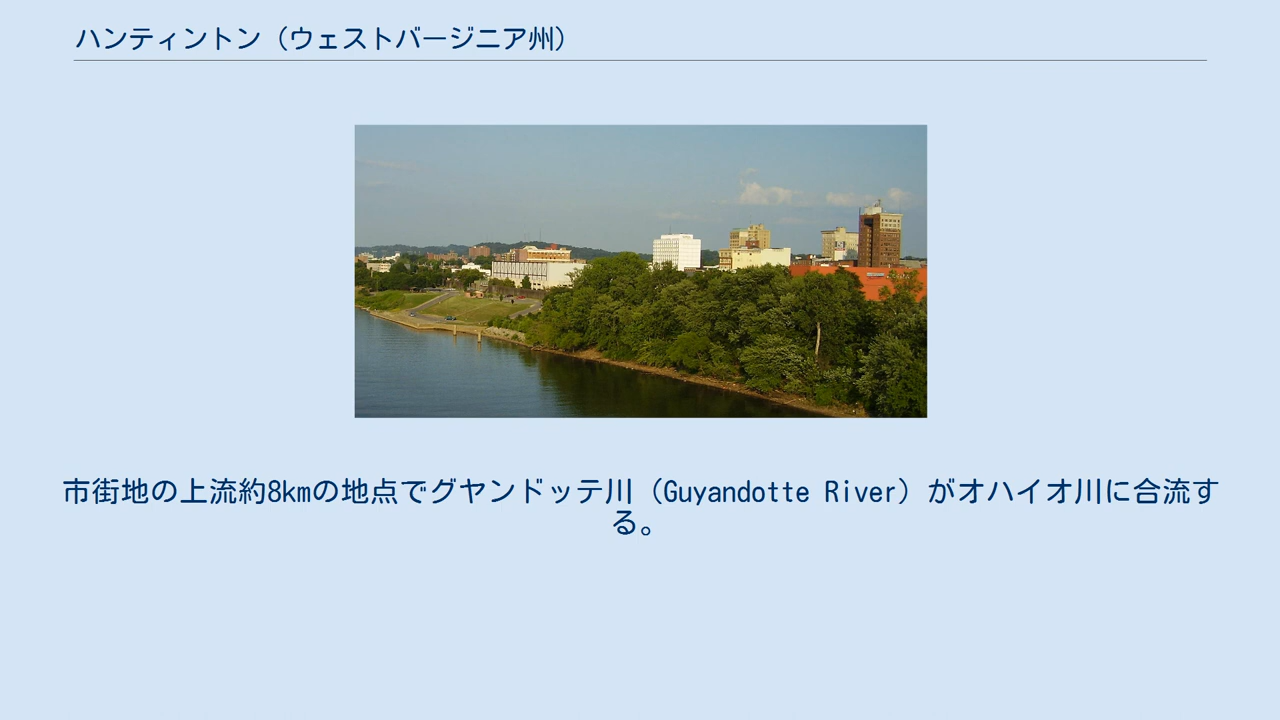 ハンティントン（ウェストバージニア州）
市街地の上流約8kmの地点でグヤンドッテ川（Guyandotte River）がオハイオ川に合流す
る。